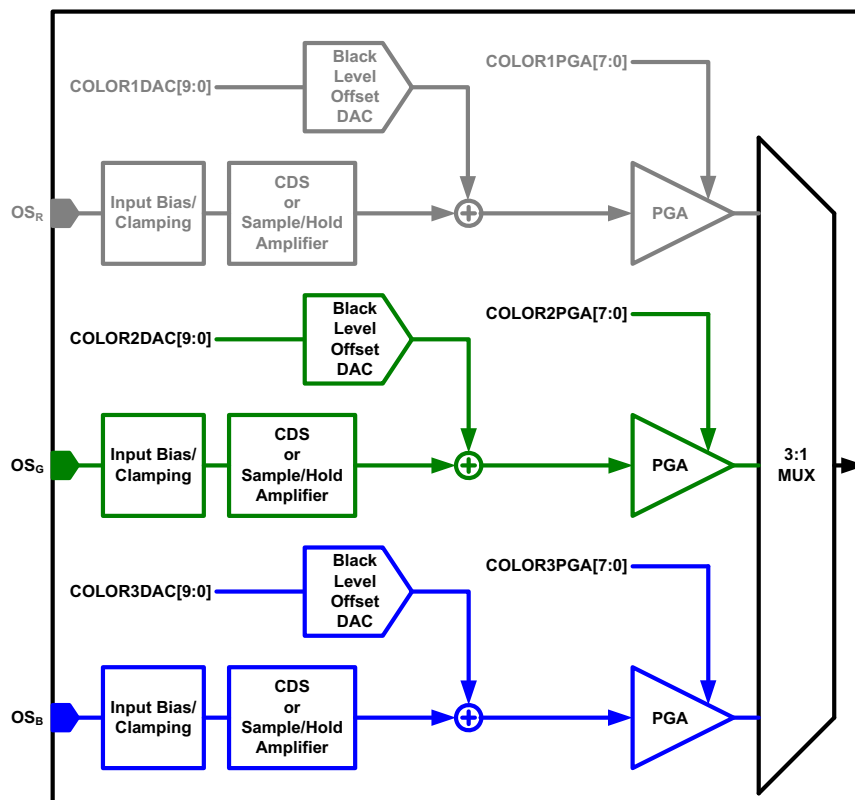 Black
Level
Offset
DAC
COLOR1DAC[9:0]
COLOR1PGA[7:0]
OSR
Input Bias/
Clamping
CDS
or
Sample/Hold
Amplifier
PGA
Black
Level
Offset
DAC
COLOR2DAC[9:0]
COLOR2PGA[7:0]
OSG
Input Bias/
Clamping
CDS
or
Sample/Hold
Amplifier
PGA
3:1
MUX
Black
Level
Offset
DAC
COLOR3DAC[9:0]
COLOR3PGA[7:0]
OSB
Input Bias/
Clamping
CDS
or
Sample/Hold
Amplifier
PGA